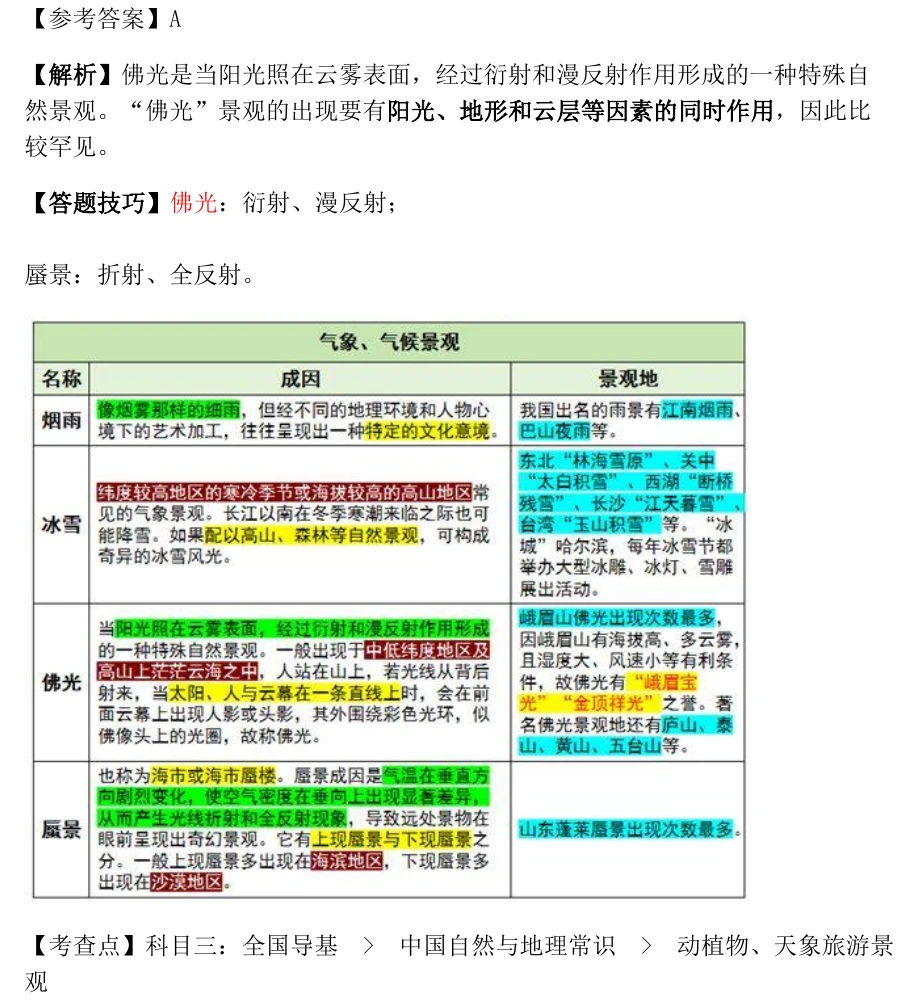 【参考答案】A
【解析】佛光是当阳光照在云雾表面，经过衍射和漫反射作用形成的一种特殊自
然景观。“佛光”景观的出现要有阳光、地形和云层等因素的同时作用，因此比
较罕见。
【答题技巧】佛光：衍射、漫反射；
蜃景：折射、全反射。
气象、气候景观
名称 成因 景观地
烟雨
像烟雾那样的细雨，但经不同的地理环境和人物心
境下的艺术加工，往往呈现出一种特定的文化意境。
我国出名的雨景有江南烟雨、
巴山夜雨等。
冰雪
纬度较高地区的寒冷季节或海拔较高的高山地区常
见的气象景观。长江以南在冬季寒潮来临之际也可
能降雪。如果配以高山、森林等自然景观，可构成
奇异的冰雪风光。
东北“林海雪原”、关中
“太白积雪”、西湖“断桥
残雪”、长沙“江天暮雪”、
台湾“玉山积雪”等。“冰
城”哈尔滨，每年冰雪节都
举办大型冰雕、冰灯、雪雕
展出活动。
佛光
当阳光照在云雾表面，经过衍射和漫反射作用形成
的一种特殊自然景观。一般出现于中低纬度地区及
高山上茫茫云海之中，人站在山上，若光线从背后
射来，当太阳、人与云幕在一条直线上时，会在前
面云幕上出现人影或头影，其外围绕彩色光环，似
佛像头上的光圈，故称佛光。
峨眉山佛光出现次数最多，
因峨眉山有海拔高、多云雾，
且湿度大、风速小等有利条
件，故佛光有“峨眉宝
光”“金顶祥光”之誉。著
名佛光景观地还有庐山、泰
山、黄山、五台山等。
蜃景
也称为海市或海市蜃楼。蜃景成因是气温在垂直方
向剧烈变化，使空气密度在垂向上出现显著差异，
从而产生光线折射和全反射现象，导致远处景物在
眼前呈现出奇幻景观。它有上现蜃景与下现蜃景之
分。一般上现蜃景多出现在海滨地区，下现蜃景多
出现在沙漠地区。
山东蓬莱蜃景出现次数最多。
【考查点】科目三：全国导基 > 中国自然与地理常识 > 动植物、天象旅游景
观